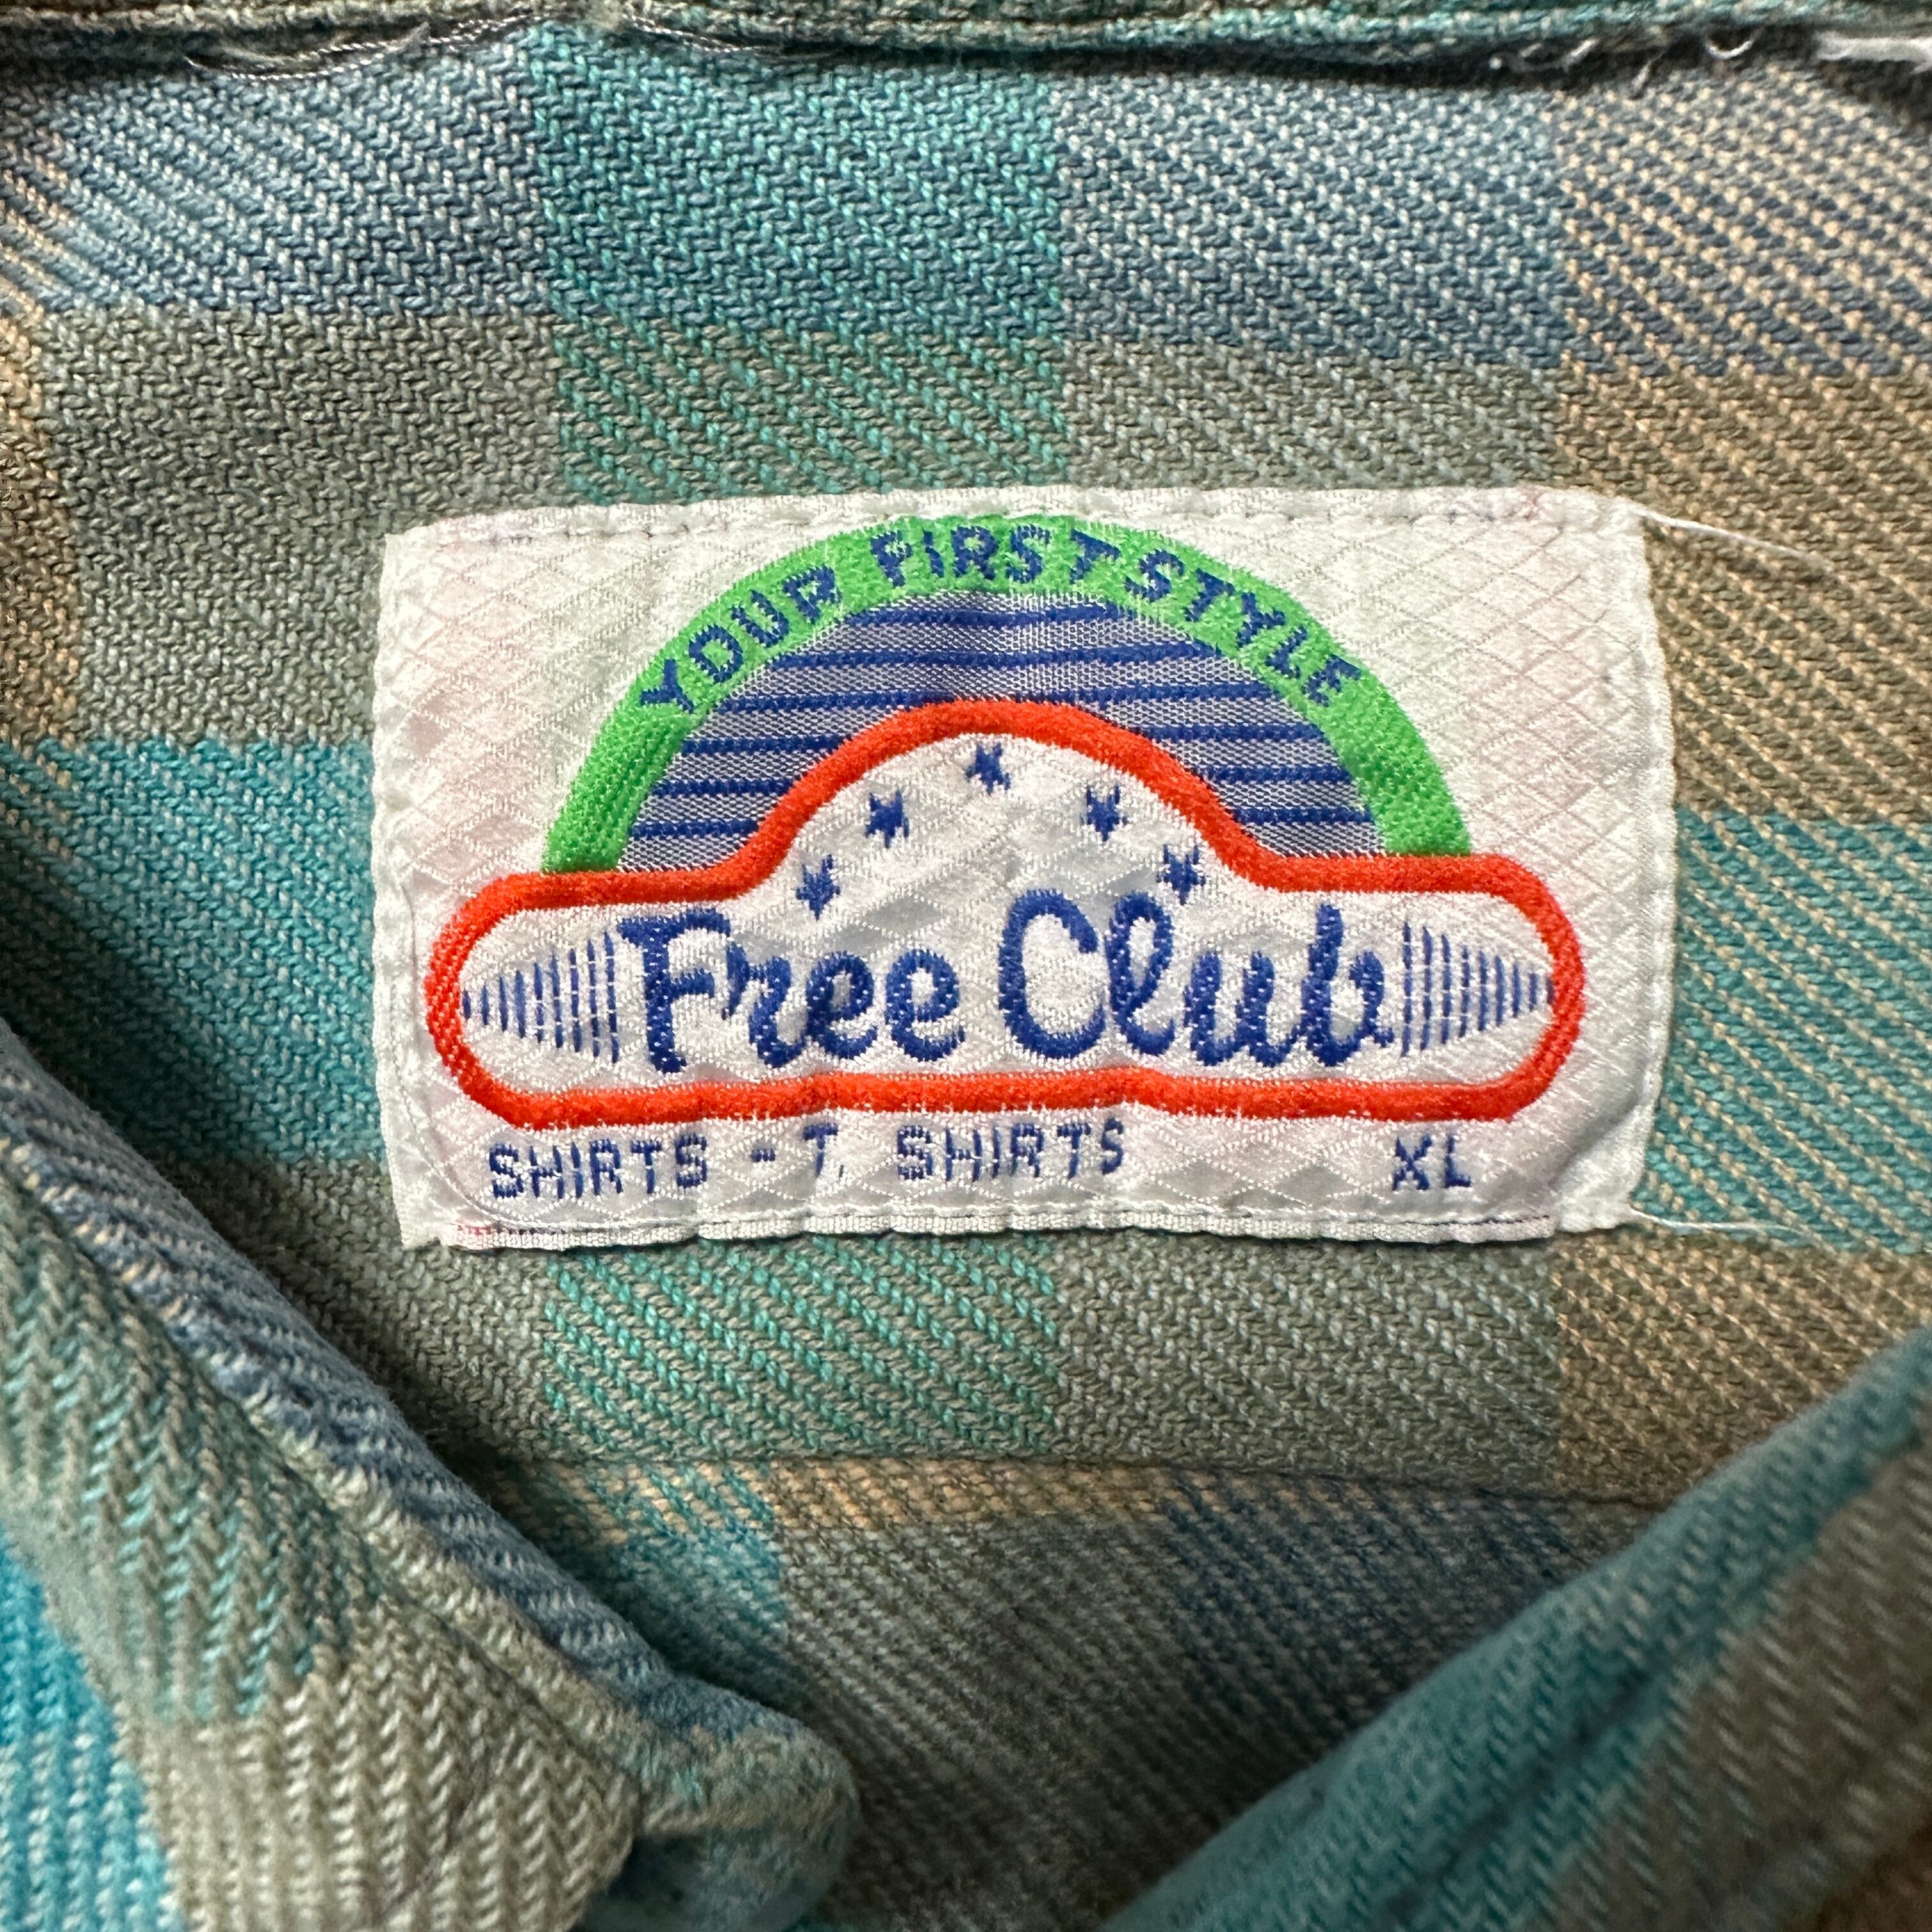 YOUR FIRST STYLE
Free Club
SHIRTS - T. SHIRTS XL